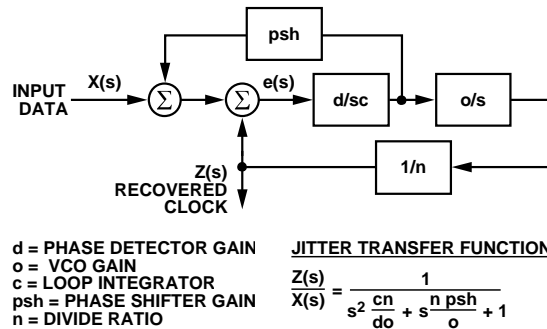 psh
X(s)
e(s)
INPUT
DATA
Σ
Σ
d/sc
o/s
1/n
Z(s)
RECOVERED
CLOCK
d = PHASE DETECTOR GAIN
o = VCO GAIN
c = LOOP INTEGRATOR
psh = PHASE SHIFTER GAIN
n = DIVIDE RATIO
JITTER TRANSFER FUNCTION
Z(s)/X(s) = 1/(s² cn/do + s n psh/o + 1)